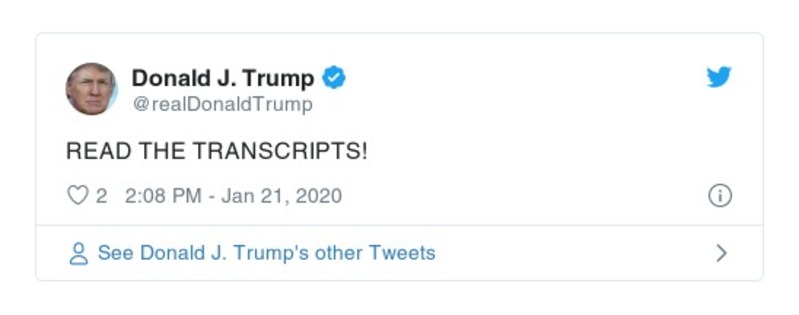 Donald J. Trump
@realDonaldTrump
READ THE TRANSCRIPTS!
2 2:08 PM - Jan 21, 2020
See Donald J. Trump's other Tweets